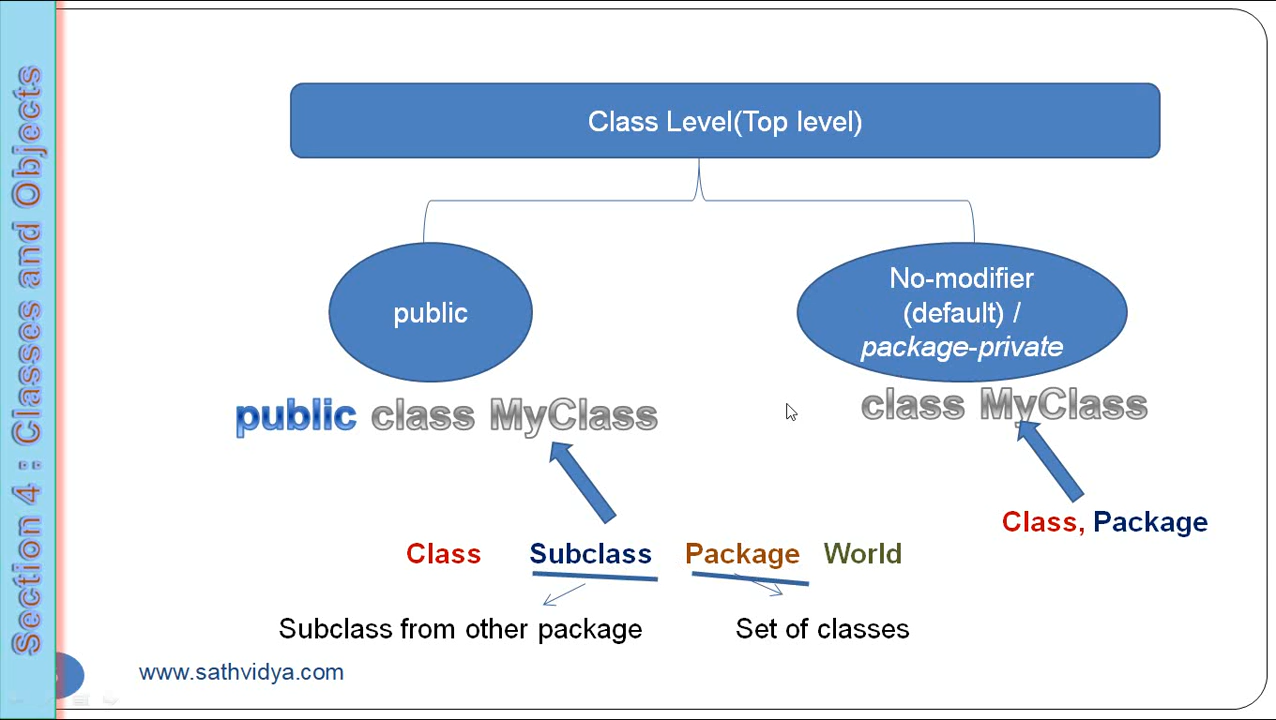 Section 4 : Classes and Objects
Class Level(Top level)
public
No-modifier
(default) /
package-private
public class MyClass
class MyClass
Class, Package
Class Subclass Package World
Subclass from other package
Set of classes
www.sathvidya.com